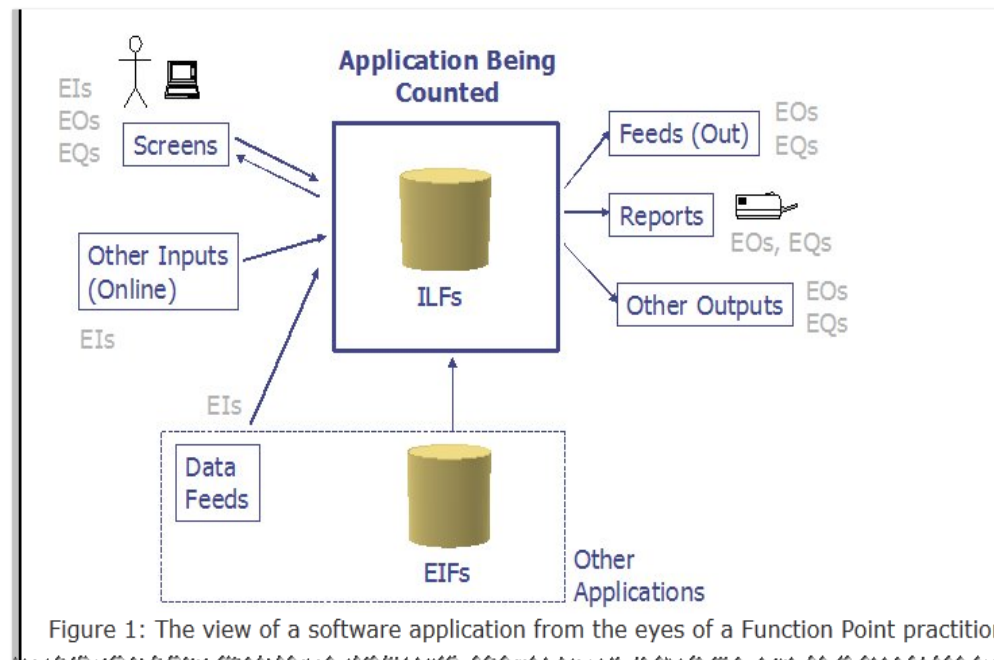 Application Being
Counted
EIs
EOs
EQs
Screens
Other Inputs
(Online)
EIs
EIs
ILFs
Feeds (Out)
EOs
EQs
Reports
EOs, EQs
Other Outputs
EOs
EQs
Data
Feeds
EIFs
Other
Applications
Figure 1: The view of a software application from the eyes of a Function Point